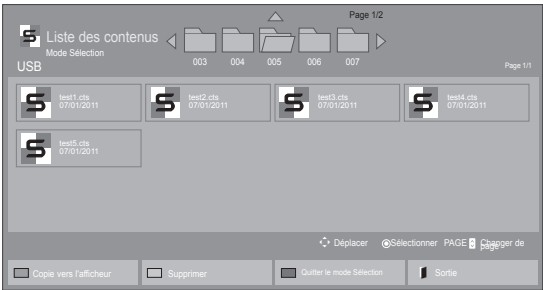 Page 1/2
Liste des contenus
Mode Sélection
USB
003 004 005 006 007
Page 1/1
test1.cts
07/01/2011
test2.cts
07/01/2011
test3.cts
07/01/2011
test4.cts
07/01/2011
test5.cts
07/01/2011
Déplacer Sélectionner PAGE Changer de
page
Copie vers l'afficheur
Supprimer
Quitter le mode Sélection
Sortie